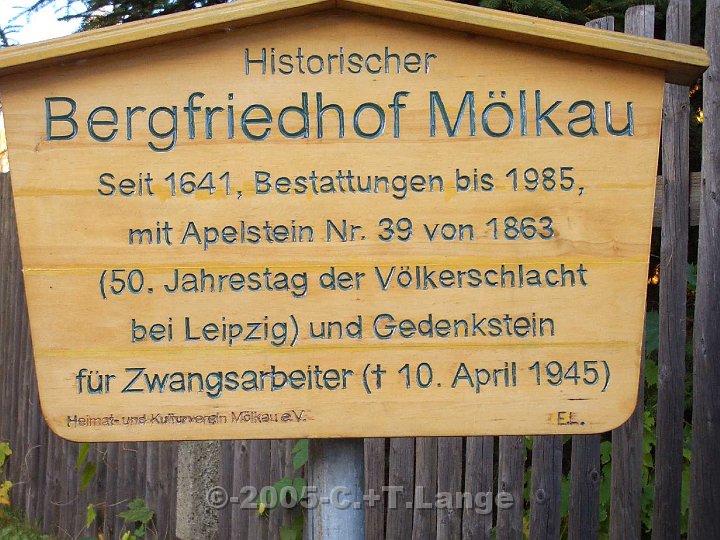 Historischer
Bergfriedhof Mölkau
Seit 1641, Bestattungen bis 1985,
mit Apelstein Nr. 39 von 1863
(50. Jahrestag der Völkerschlacht
bei Leipzig) und Gedenkstein
für Zwangsarbeiter († 10. April 1945)
Heimat- und Kulturverein Mölkau e.V. E.L.
©-2005-C.+T.Lange